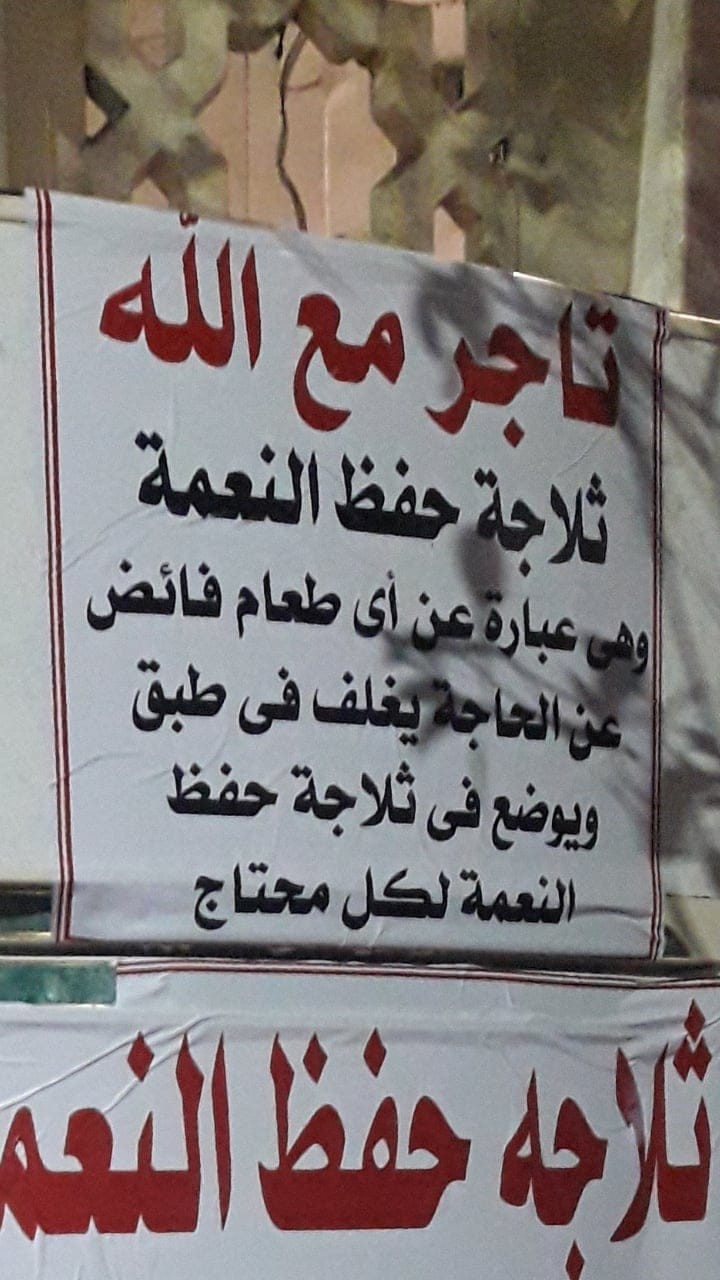 تاجر مع الله
ثلاجة حفظ النعمة
وهى عبارة عن أى طعام فائض
عن الحاجة يغلف فى طبق
ويوضع فى ثلاجة حفظ
النعمة لكل محتاج
ثلاجه حفظ النعم